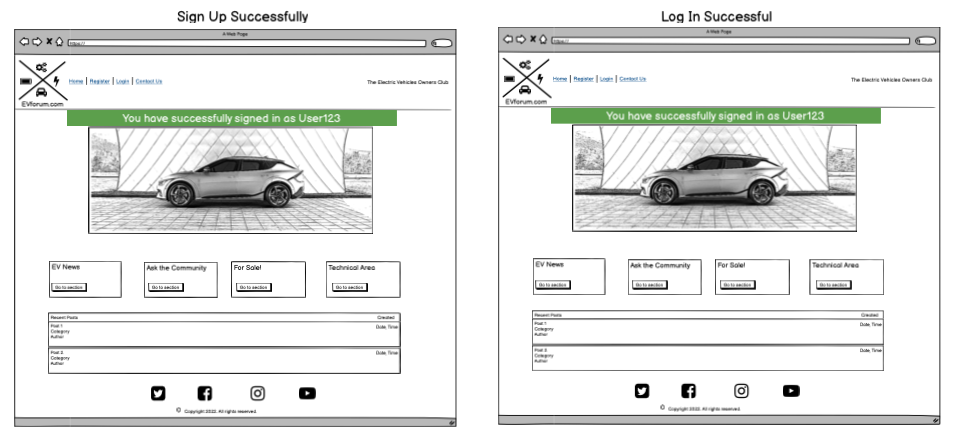 Sign Up Successfully
A Web Page
https://
Home | Register | Login | Contact Us
The Electric Vehicles Owners Club
EVforum.com
You have successfully signed in as User123
EV News
Ask the Community
For Sale!
Technical Area
Go to section
Go to section
Go to section
Go to section
Recent Posts Created
Post 1 Date, Time
Category
Author
Post 2 Date, Time
Category
Author
© Copyright 2022. All rights reserved.
Log In Successful
A Web Page
https://
Home | Register | Login | Contact Us
The Electric Vehicles Owners Club
EVforum.com
You have successfully signed in as User123
EV News
Ask the Community
For Sale!
Technical Area
Go to section
Go to section
Go to section
Go to section
Recent Posts Created
Post 1 Date, Time
Category
Author
Post 2 Date, Time
Category
Author
© Copyright 2022. All rights reserved.